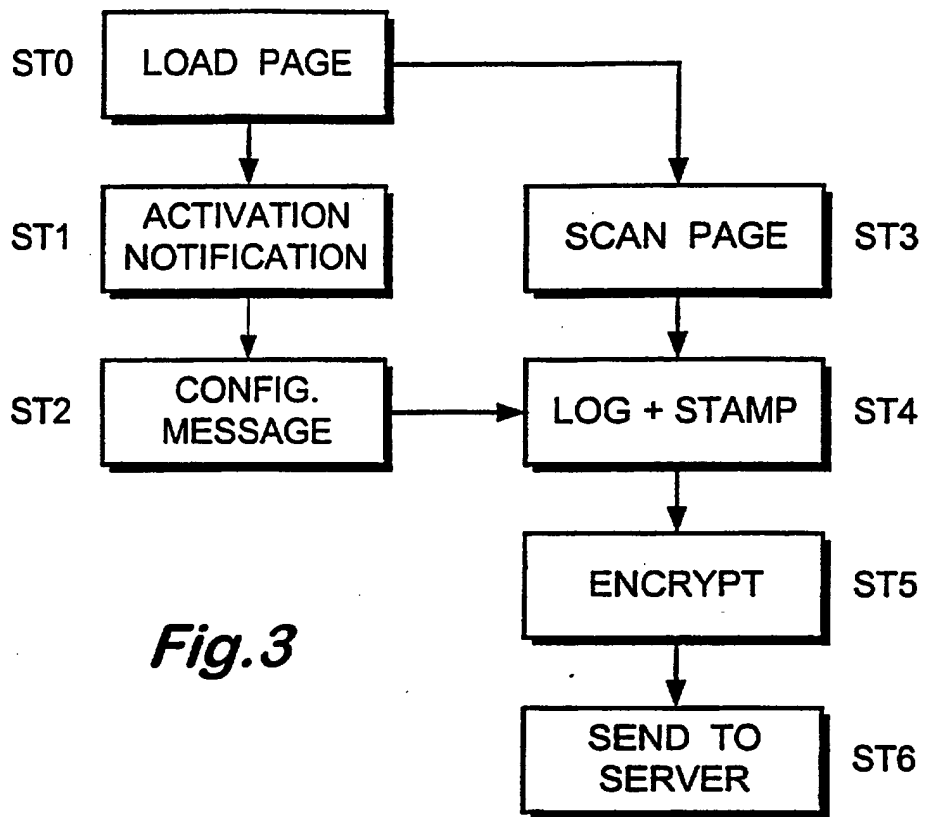 ST0
LOAD PAGE
ST1
ACTIVATION
NOTIFICATION
SCAN PAGE
ST3
ST2
CONFIG.
MESSAGE
LOG + STAMP
ST4
ENCRYPT
ST5
Fig.3
SEND TO
SERVER
ST6